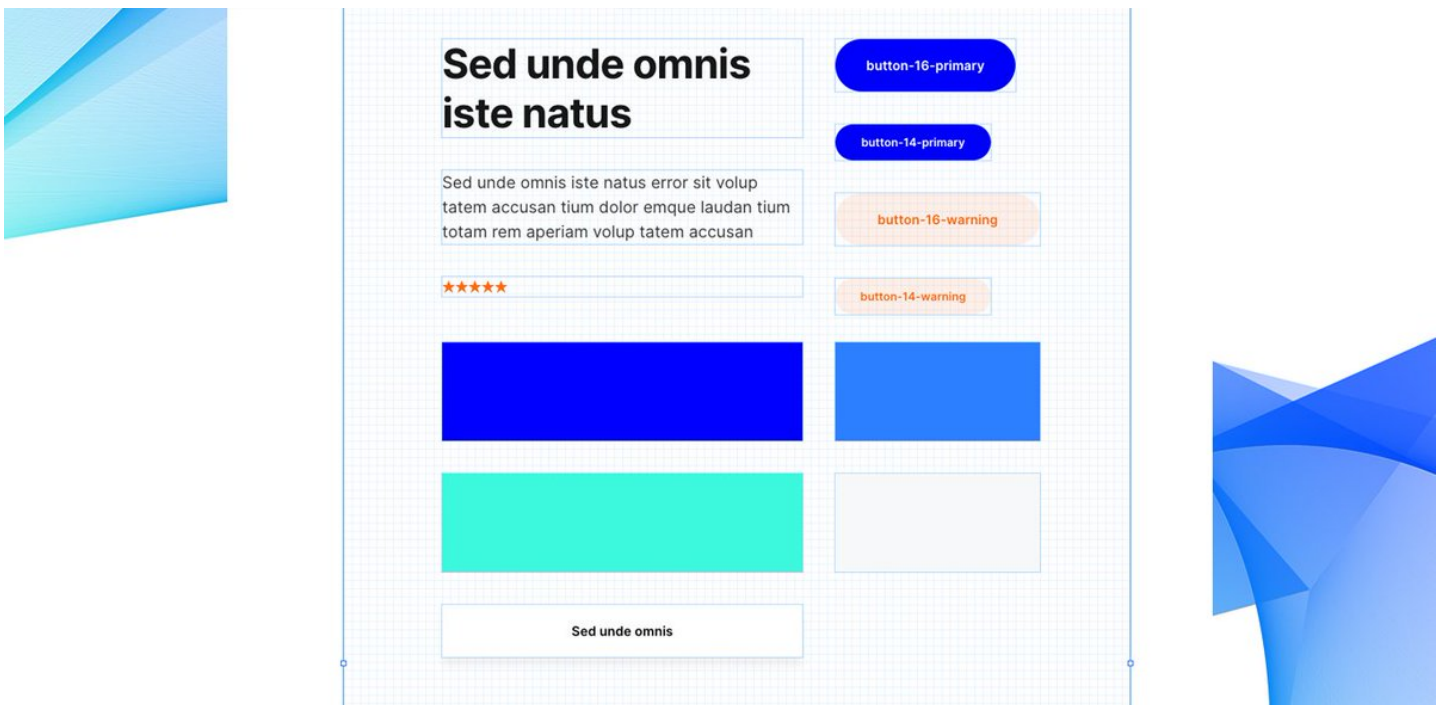 Sed unde omnis
iste natus
Sed unde omnis iste natus error sit volup
tatem accusan tium dolor emque laudan tium
totam rem aperiam volup tatem accusan
★★★★★
button-16-primary
button-14-primary
button-16-warning
button-14-warning
Sed unde omnis